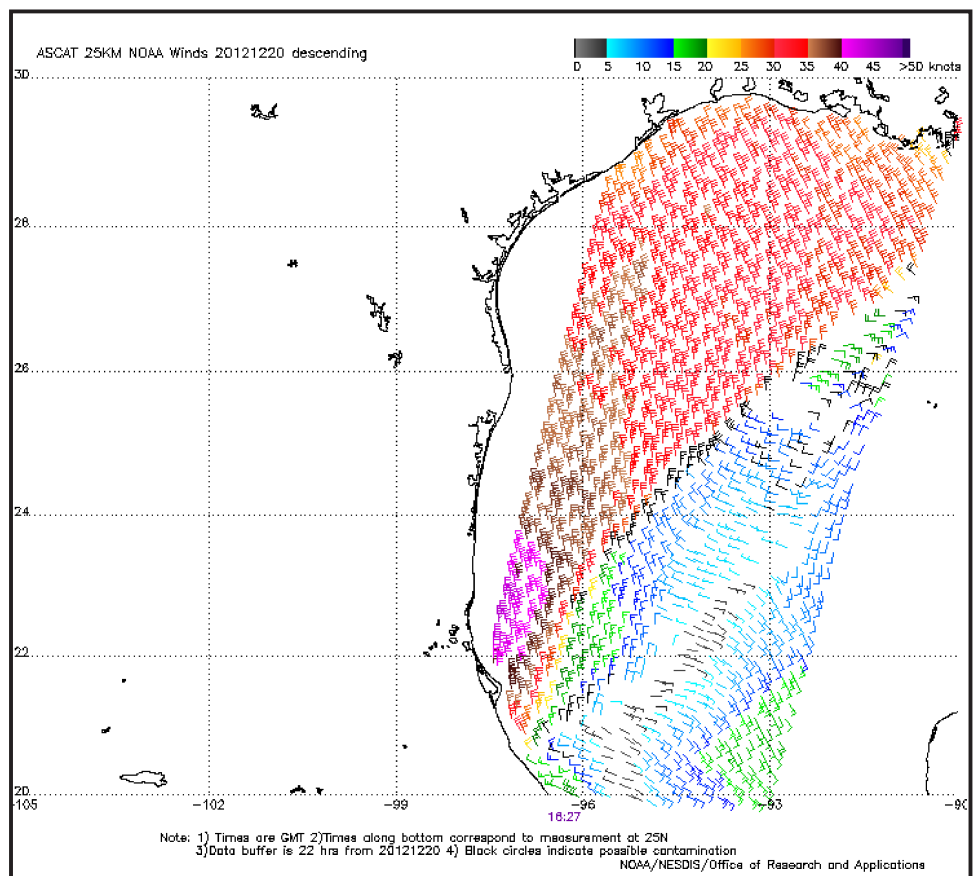 ASCAT 25KM NOAA Winds 20121220 descending
0 5 10 15 20 25 30 35 40 45 >50 knots
30
28
26
24
22
20
-105 -102 -99 -96 -93 -90
16:27
Note: 1) Times are GMT 2)Times along bottom correspond to measurement at 25N
3)Data buffer is 22 hrs from 20121220 4) Black circles indicate possible contamination
NOAA/NESDIS/Office of Research and Applications